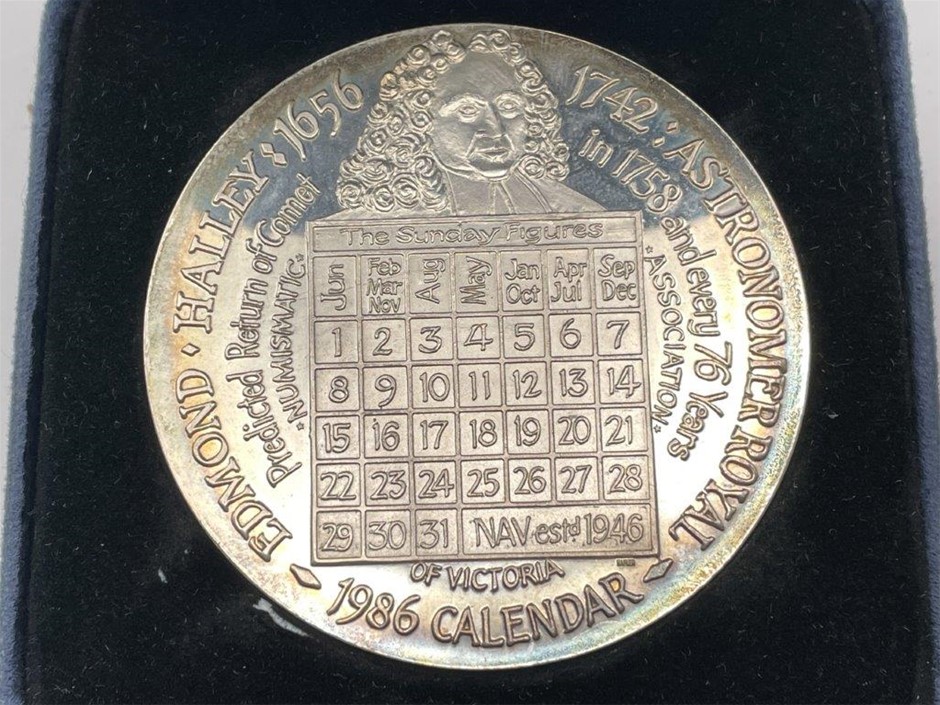 EDMOND · HALLEY · 1656
1742 · ASTRONOMER ROYAL
Predicted Return of Comet
in 1758 and every 76 Years
*NUMISMATIC*
*ASSOCIATION*
The Sunday Figures
Jun Feb Mar Nov Aug May Jan Oct Apr Jul Sep Dec
1 2 3 4 5 6 7
8 9 10 11 12 13 14
15 16 17 18 19 20 21
22 23 24 25 26 27 28
29 30 31 NAV estd 1946
OF VICTORIA
1986 CALENDAR